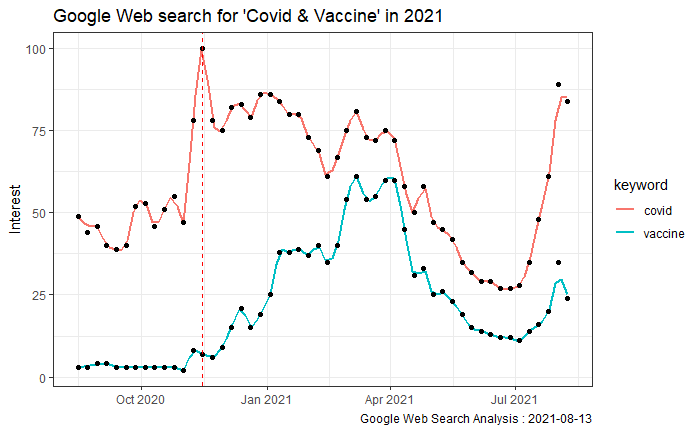 Google Web search for 'Covid & Vaccine' in 2021
100
75
50
25
0
Interest
Oct 2020
Jan 2021
Apr 2021
Jul 2021
keyword
covid
vaccine
Google Web Search Analysis : 2021-08-13